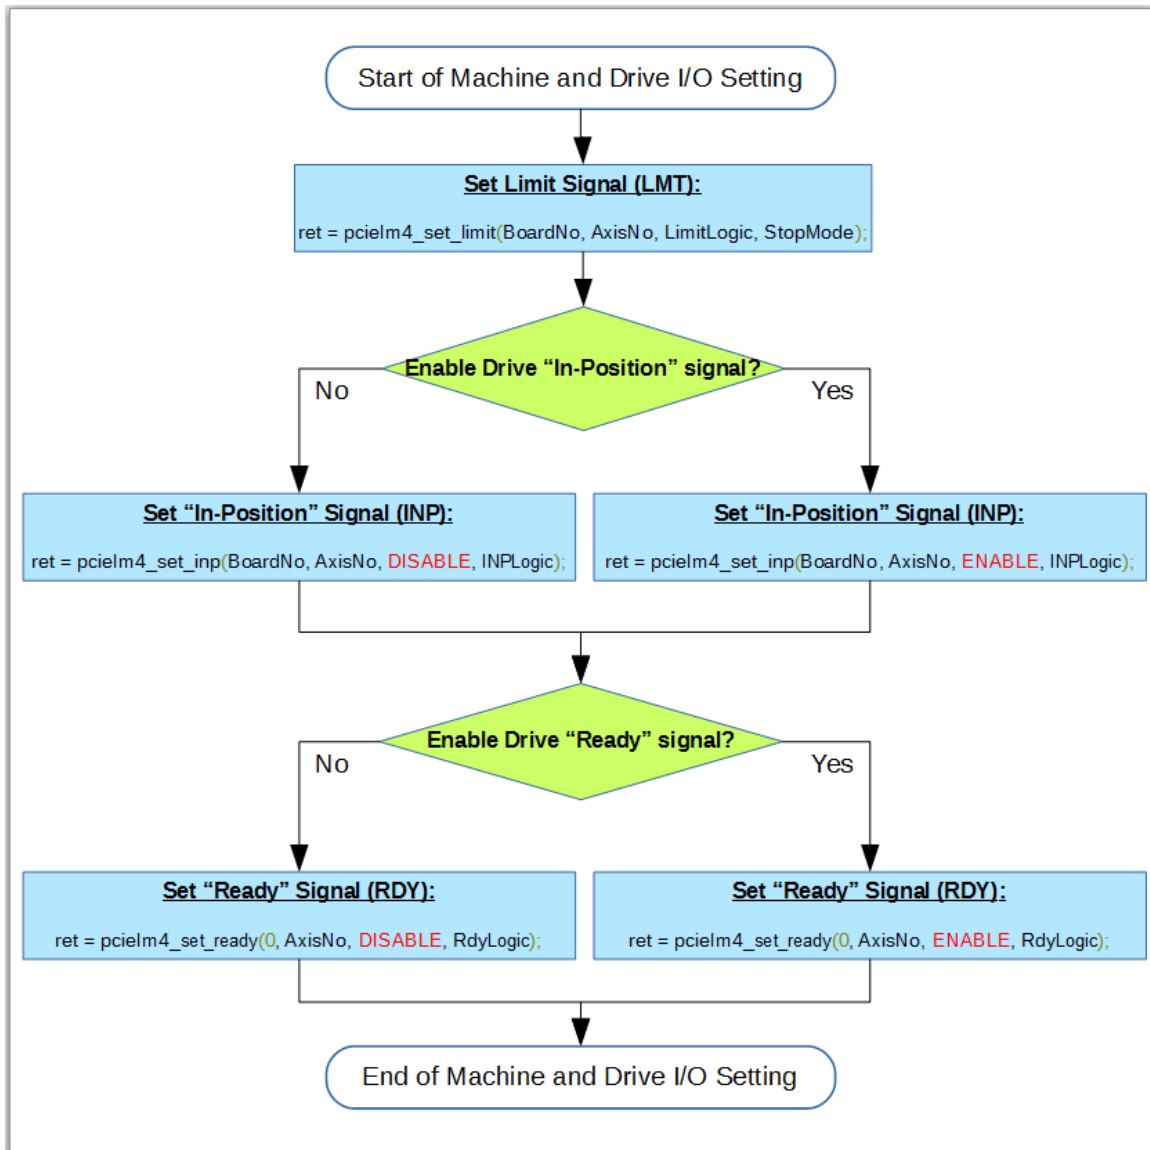 Start of Machine and Drive I/O Setting
Set Limit Signal (LMT):
ret = pcielm4_set_limit(BoardNo, AxisNo, LimitLogic, StopMode);
Enable Drive “In-Position” signal?
No
Yes
Set “In-Position” Signal (INP):
ret = pcielm4_set_inp(BoardNo, AxisNo, DISABLE, INPLogic);
Set “In-Position” Signal (INP):
ret = pcielm4_set_inp(BoardNo, AxisNo, ENABLE, INPLogic);
Enable Drive “Ready” signal?
No
Yes
Set “Ready” Signal (RDY):
ret = pcielm4_set_ready(0, AxisNo, DISABLE, RdyLogic);
Set “Ready” Signal (RDY):
ret = pcielm4_set_ready(0, AxisNo, ENABLE, RdyLogic);
End of Machine and Drive I/O Setting